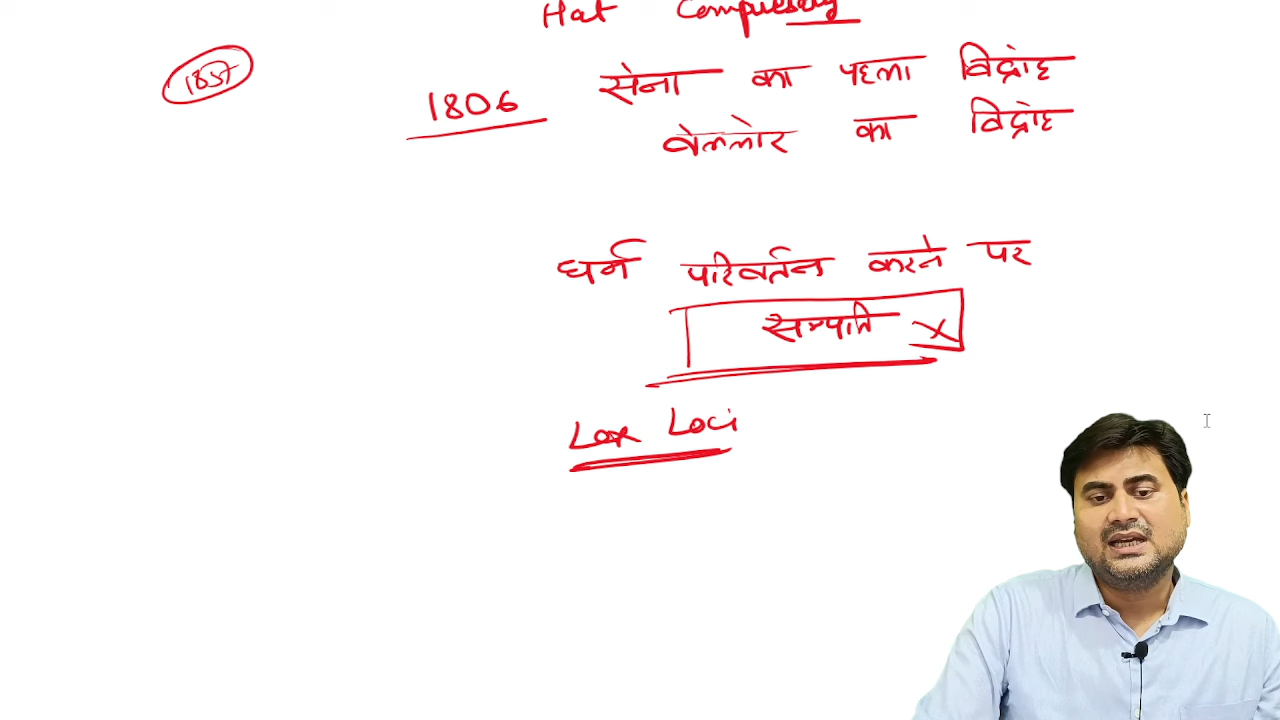 Hat Compulsory
1857
1806 सेना का पहला विद्रोह
वेल्लोर का विद्रोह
धर्म परिवर्तन करने पर
सम्पत्ति X
Lex Loci